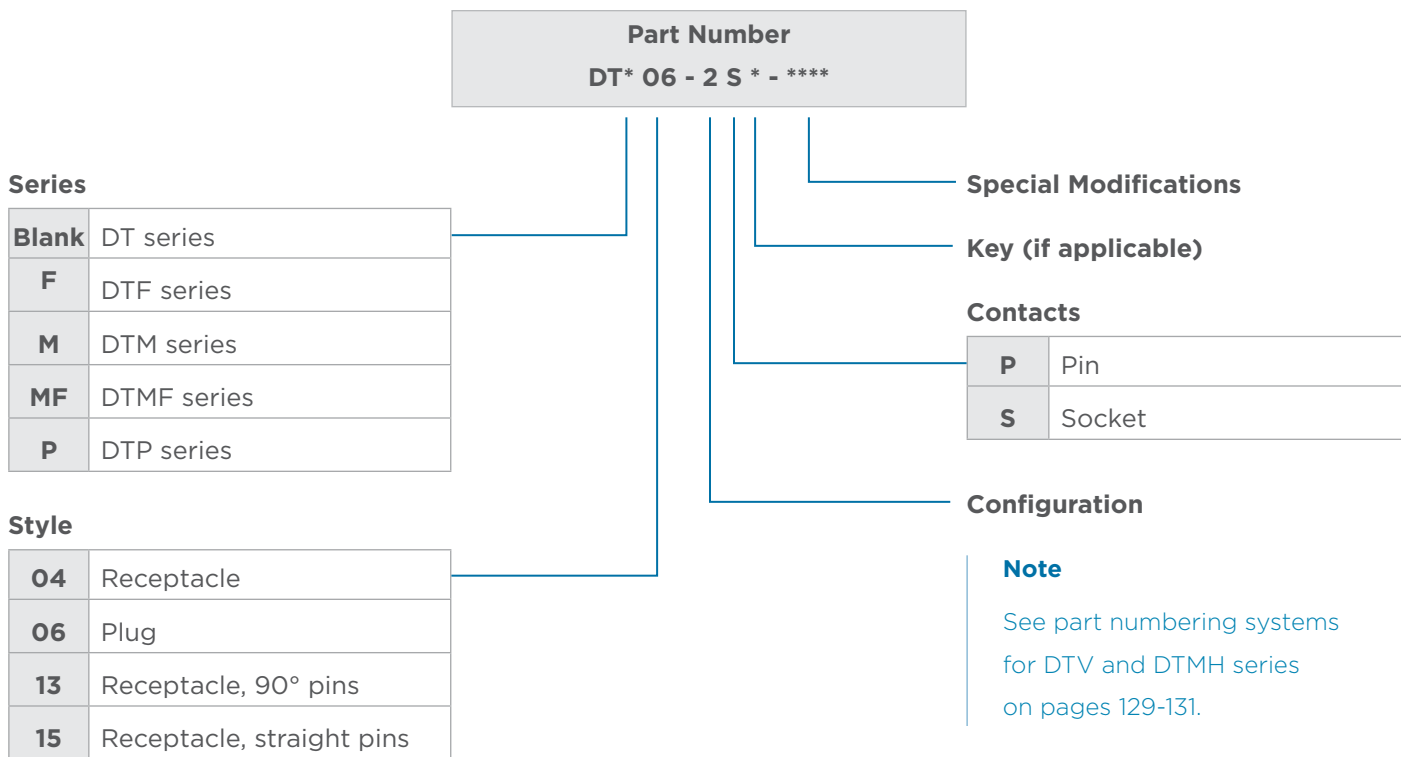 Part Number
DT* 06 - 2 S * - ****
Series
Blank DT series
F DTF series
M DTM series
MF DTMF series
P DTP series
Style
04 Receptacle
06 Plug
13 Receptacle, 90° pins
15 Receptacle, straight pins
Special Modifications
Key (if applicable)
Contacts
P Pin
S Socket
Configuration
Note
See part numbering systems
for DTV and DTMH series
on pages 129-131.